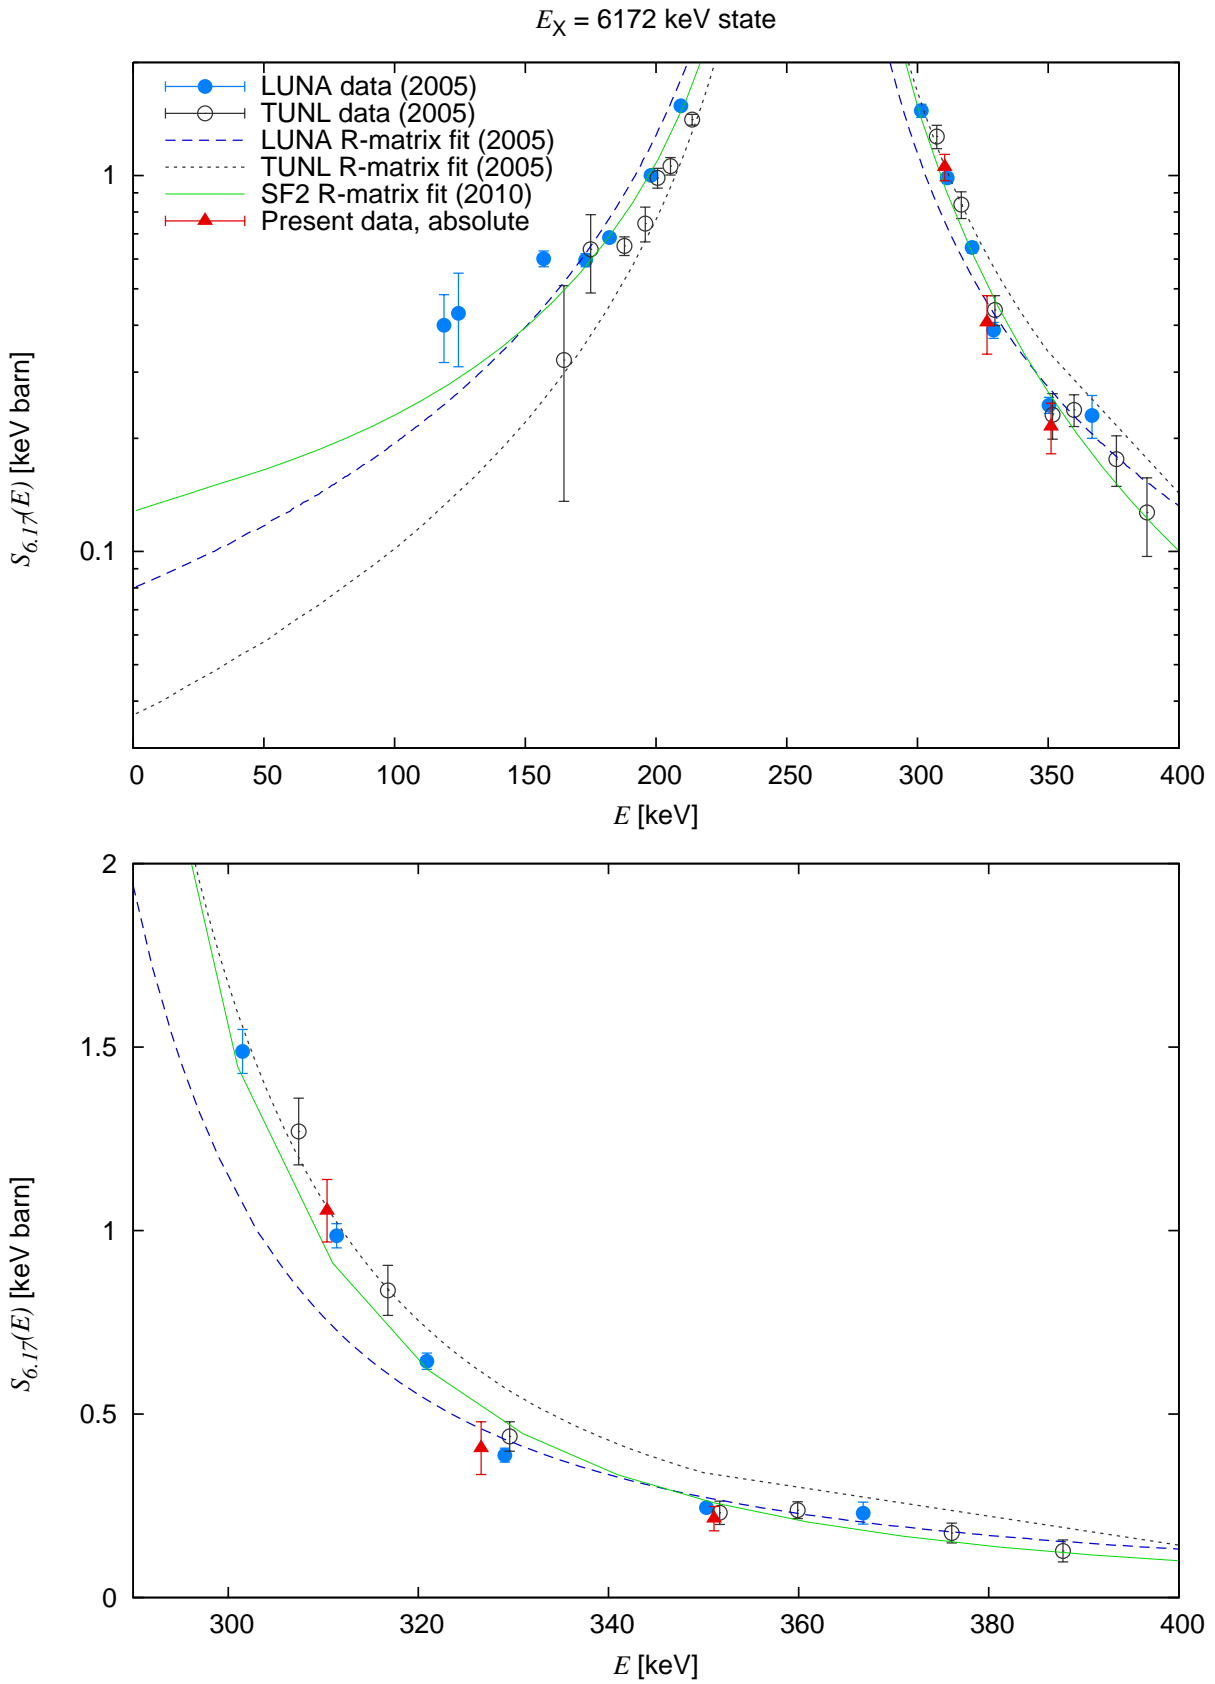 E_X = 6172 keV state
LUNA data (2005)
TUNL data (2005)
LUNA R-matrix fit (2005)
TUNL R-matrix fit (2005)
SF2 R-matrix fit (2010)
Present data, absolute
S_6.17(E) [keV barn]
1
0.1
0 50 100 150 200 250 300 350 400
E [keV]
S_6.17(E) [keV barn]
2
1.5
1
0.5
0
300 320 340 360 380 400
E [keV]